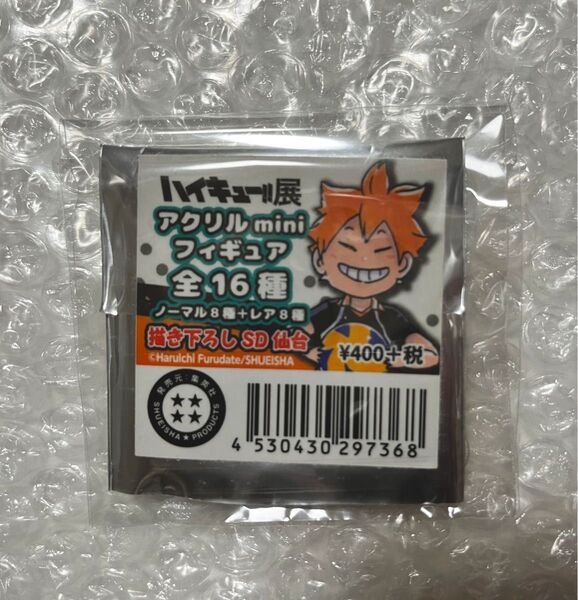 ハイキュー!!展
アクリルmini
フィギュア
全16種
ノーマル8種+レア8種
描き下ろしSD仙台
©Haruichi Furudate/SHUEISHA
¥400+税
発売元:集英社
SHUEISHA★PRODUCTS
4 530430 297368